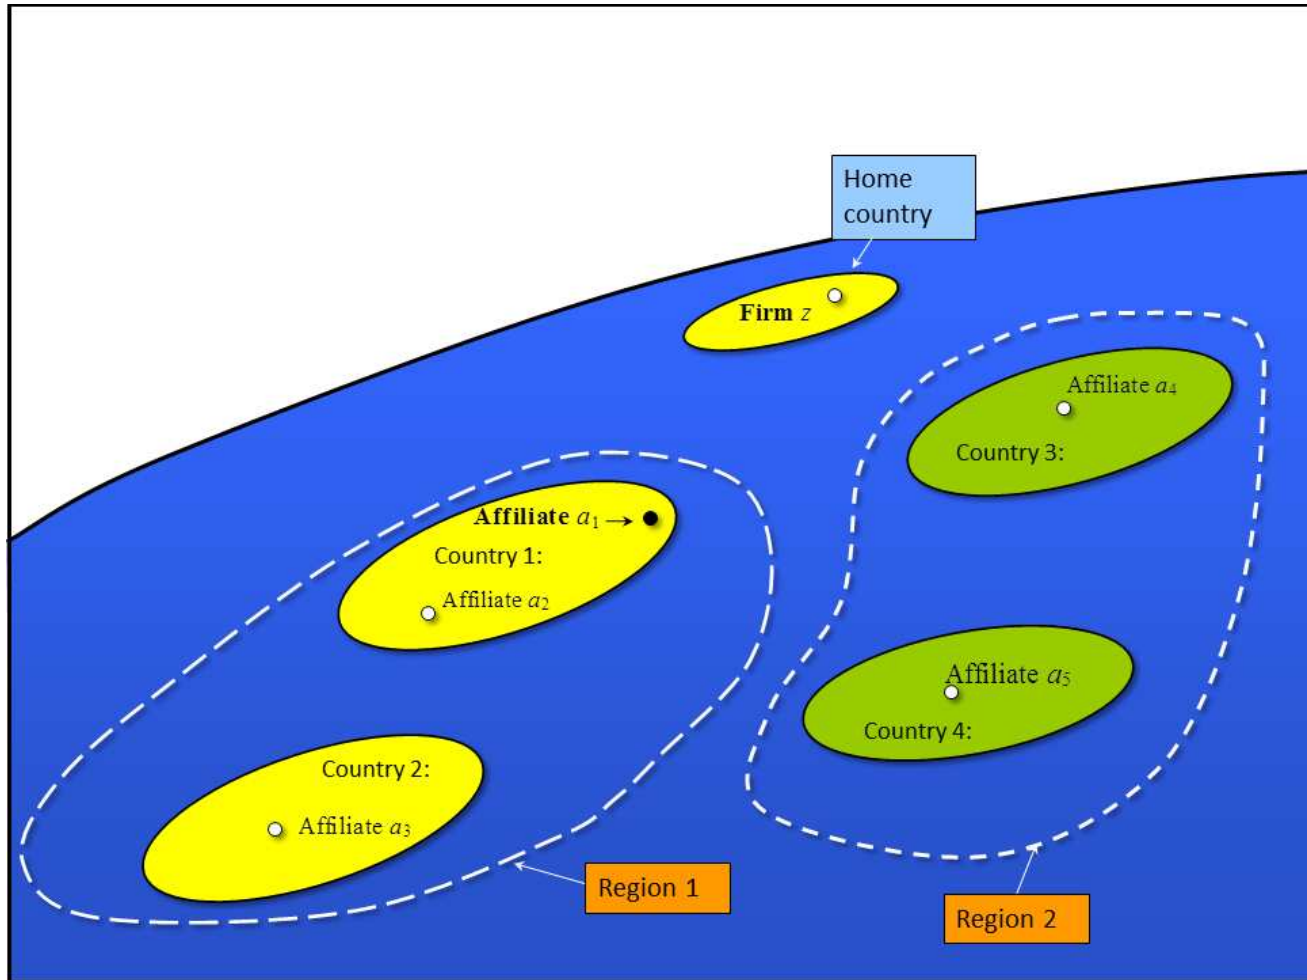 Home
country
Firm z
Affiliate a₄
Country 3:
Affiliate a₁ →
Country 1:
Affiliate a₂
Affiliate a₅
Country 4:
Country 2:
Affiliate a₃
Region 1
Region 2